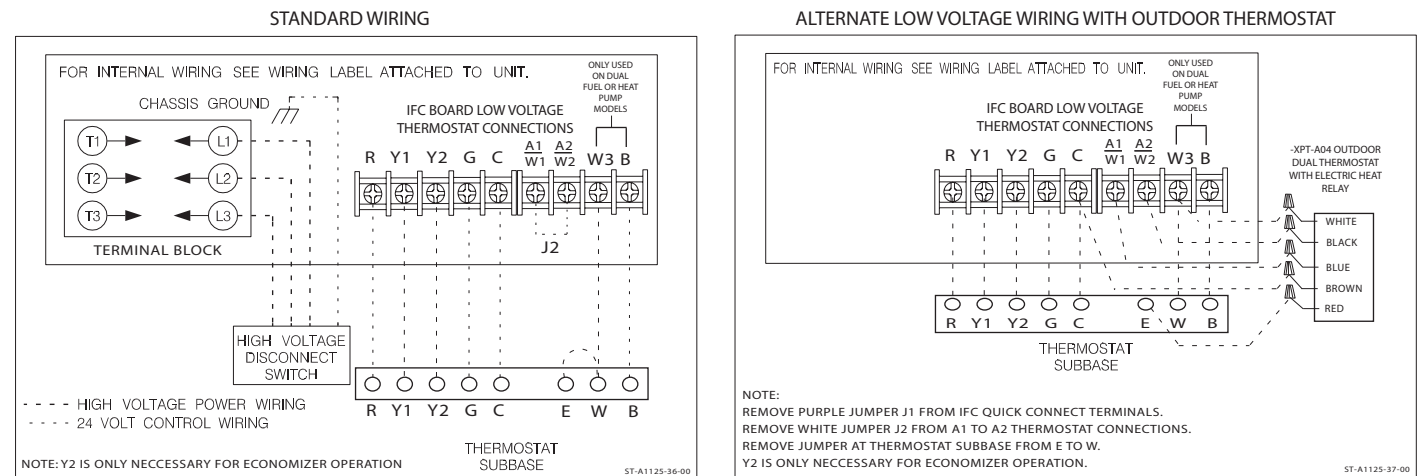 STANDARD WIRING
FOR INTERNAL WIRING SEE WIRING LABEL ATTACHED TO UNIT.
ONLY USED
ON DUAL
FUEL OR HEAT
PUMP
MODELS
CHASSIS GROUND
IFC BOARD LOW VOLTAGE
THERMOSTAT CONNECTIONS
T1 L1
T2 L2
T3 L3
TERMINAL BLOCK
R Y1 Y2 G C A1 W1 A2 W2 W3 B
J2
HIGH VOLTAGE
DISCONNECT
SWITCH
R Y1 Y2 G C E W B
THERMOSTAT
SUBBASE
- - - - HIGH VOLTAGE POWER WIRING
- - - - 24 VOLT CONTROL WIRING
NOTE: Y2 IS ONLY NECCESSARY FOR ECONOMIZER OPERATION
ST-A1125-36-00
ALTERNATE LOW VOLTAGE WIRING WITH OUTDOOR THERMOSTAT
FOR INTERNAL WIRING SEE WIRING LABEL ATTACHED TO UNIT.
ONLY USED
ON DUAL
FUEL OR HEAT
PUMP
MODELS
IFC BOARD LOW VOLTAGE
THERMOSTAT CONNECTIONS
R Y1 Y2 G C A1 W1 A2 W2 W3 B
-XPT-A04 OUTDOOR
DUAL THERMOSTAT
WITH ELECTRIC HEAT
RELAY
WHITE
BLACK
BLUE
BROWN
RED
R Y1 Y2 G C E W B
THERMOSTAT
SUBBASE
NOTE:
REMOVE PURPLE JUMPER J1 FROM IFC QUICK CONNECT TERMINALS.
REMOVE WHITE JUMPER J2 FROM A1 TO A2 THERMOSTAT CONNECTIONS.
REMOVE JUMPER AT THERMOSTAT SUBBASE FROM E TO W.
Y2 IS ONLY NECCESSARY FOR ECONOMIZER OPERATION.
ST-A1125-37-00